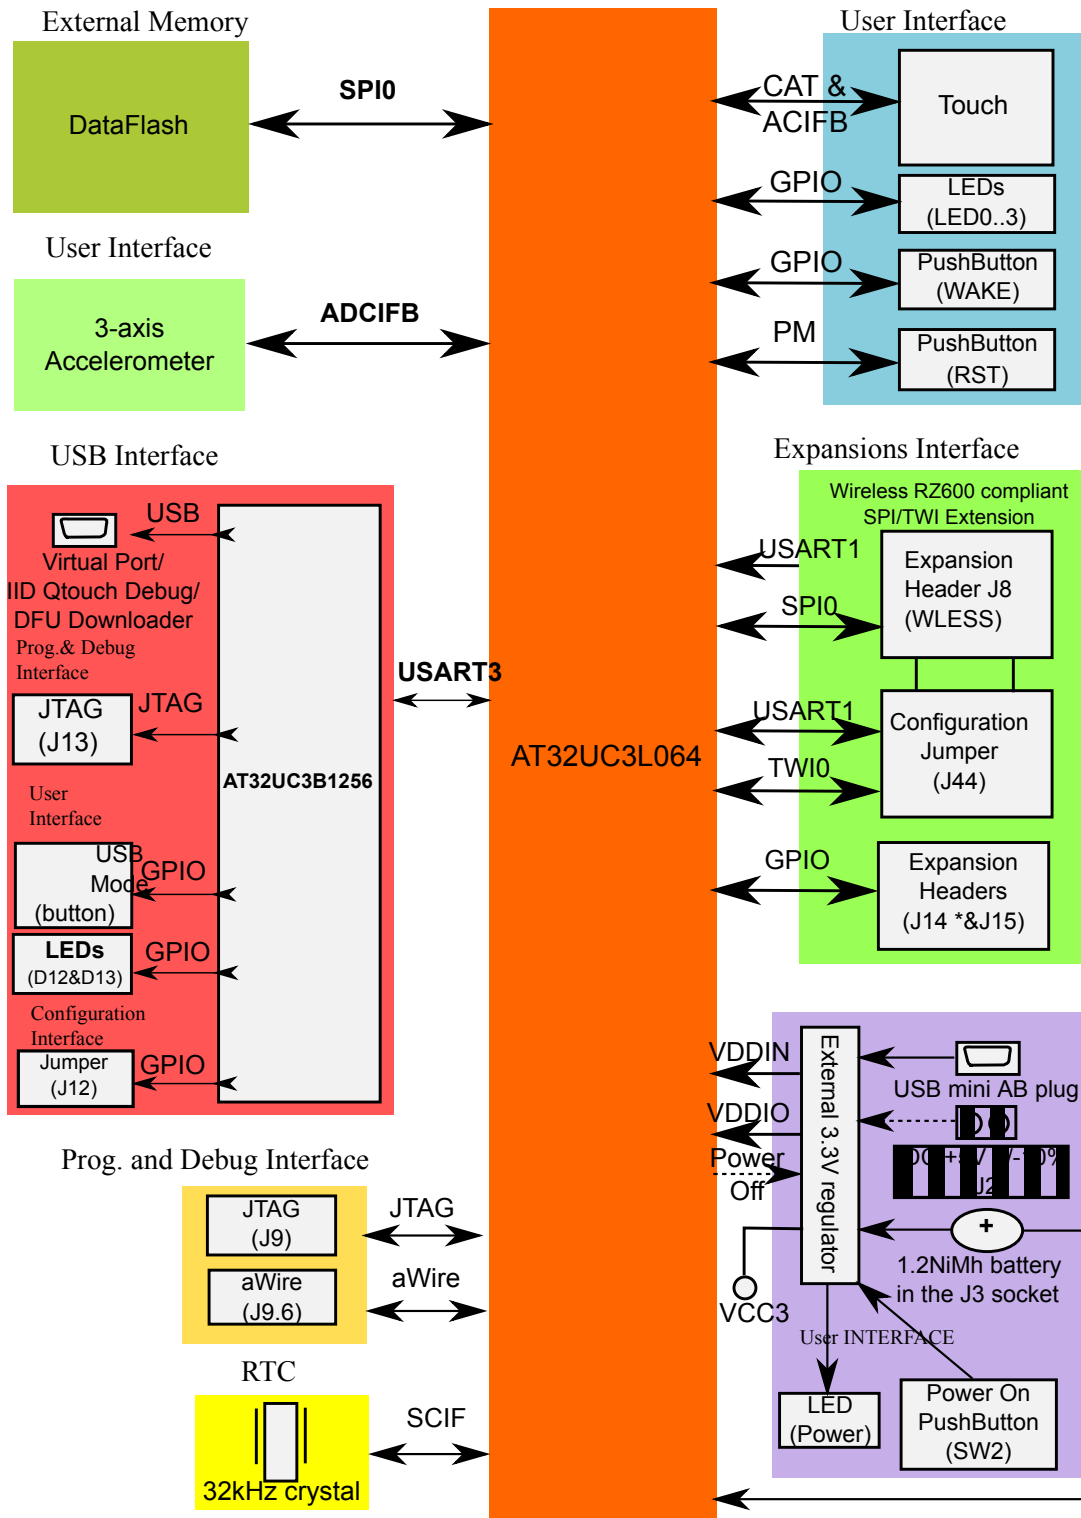 External Memory
DataFlash
SPI0
User Interface
3-axis
Accelerometer
ADCIFB
USB Interface
USB
Virtual Port/
IID Qtouch Debug/
DFU Downloader
Prog.& Debug
Interface
JTAG
(J13)
JTAG
User
Interface
USB
Mode
(button)
GPIO
LEDs
(D12&D13)
GPIO
Configuration
Interface
Jumper
(J12)
GPIO
AT32UC3B1256
USART3
Prog. and Debug Interface
JTAG
(J9)
JTAG
aWire
(J9.6)
aWire
RTC
32kHz crystal
SCIF
AT32UC3L064
User Interface
CAT &
ACIFB
Touch
GPIO
LEDs
(LED0..3)
GPIO
PushButton
(WAKE)
PM
PushButton
(RST)
Expansions Interface
Wireless RZ600 compliant
SPI/TWI Extension
USART1
SPI0
Expansion
Header J8
(WLESS)
USART1
TWI0
Configuration
Jumper
(J44)
GPIO
Expansion
Headers
(J14 *&J15)
VDDIN
VDDIO
Power
Off
VCC3
External 3.3V regulator
USB mini AB plug
J2
+
1.2NiMh battery
in the J3 socket
User INTERFACE
LED
(Power)
Power On
PushButton
(SW2)